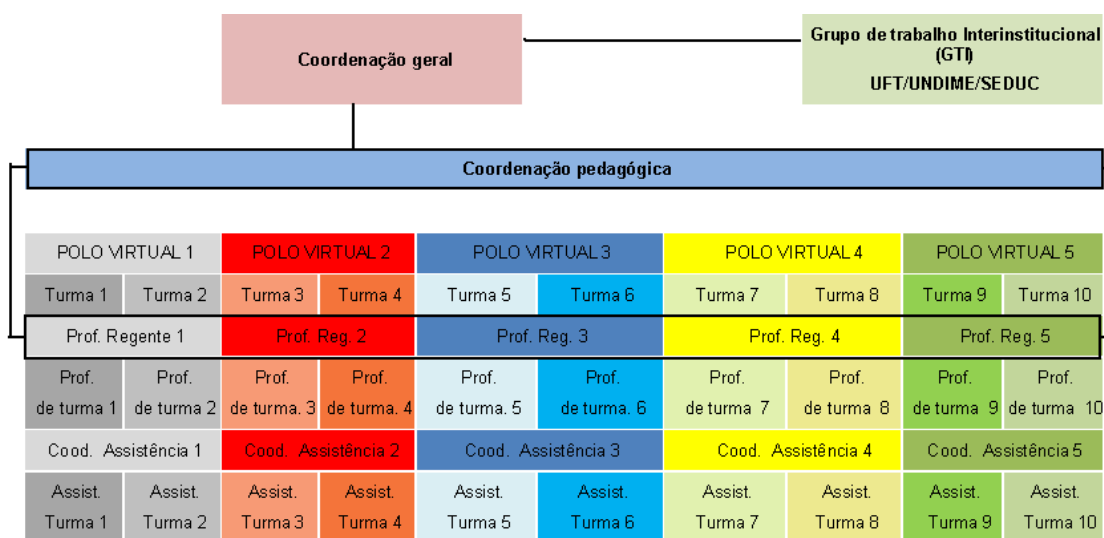 Coordenação geral
Grupo de trabalho Interinstitucional
(GTI)
UFT/UNDIME/SEDUC
Coordenação pedagógica
POLO VIRTUAL 1 POLO VIRTUAL 2 POLO VIRTUAL 3 POLO VIRTUAL 4 POLO VIRTUAL 5
Turma 1 Turma 2 Turma 3 Turma 4 Turma 5 Turma 6 Turma 7 Turma 8 Turma 9 Turma 10
Prof. Regente 1 Prof. Reg. 2 Prof. Reg. 3 Prof. Reg. 4 Prof. Reg. 5
Prof. Prof. Prof. Prof. Prof. Prof. Prof. Prof. Prof. Prof.
de turma 1 de turma 2 de turma. 3 de turma. 4 de turma. 5 de turma. 6 de turma 7 de turma 8 de turma 9 de turma 10
Cood. Assistência 1 Cood. Assistência 2 Cood. Assistência 3 Cood. Assistência 4 Cood. Assistência 5
Assist. Assist. Assist. Assist. Assist. Assist. Assist. Assist. Assist. Assist.
Turma 1 Turma 2 Turma 3 Turma 4 Turma 5 Turma 6 Turma 7 Turma 8 Turma 9 Turma 10